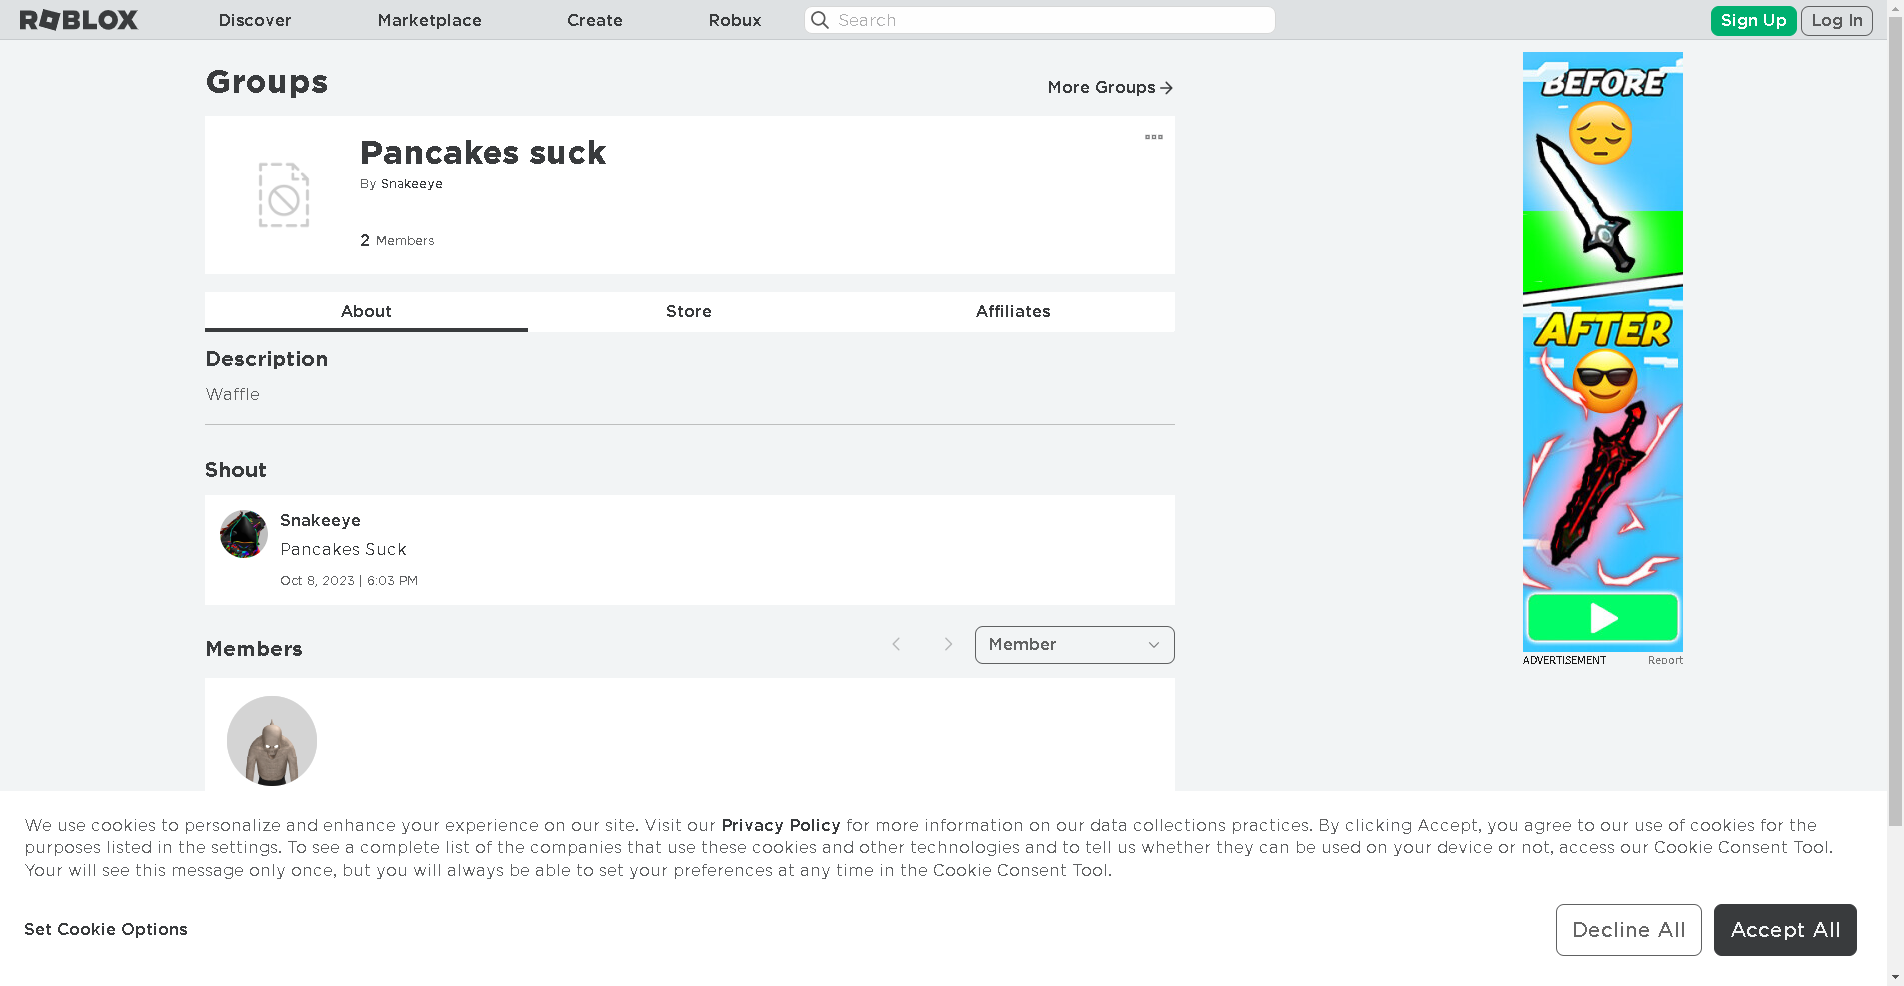 ROBLOX
Discover
Marketplace
Create
Robux
Search
Sign Up
Log In
Groups
More Groups
Pancakes suck
By Snakeeye
2 Members
About
Store
Affiliates
Description
Waffle
Shout
Snakeeye
Pancakes Suck
Oct 8, 2023 | 6:03 PM
Members
Member
BEFORE
AFTER
ADVERTISEMENT
Report
We use cookies to personalize and enhance your experience on our site. Visit our Privacy Policy for more information on our data collections practices. By clicking Accept, you agree to our use of cookies for the
purposes listed in the settings. To see a complete list of the companies that use these cookies and other technologies and to tell us whether they can be used on your device or not, access our Cookie Consent Tool.
Your will see this message only once, but you will always be able to set your preferences at any time in the Cookie Consent Tool.
Set Cookie Options
Decline All
Accept All